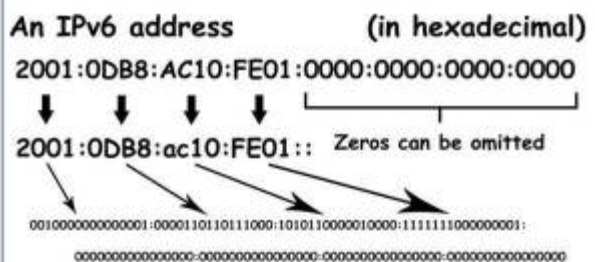 An IPv6 address (in hexadecimal)
2001:0DB8:AC10:FE01:0000:0000:0000:0000
2001:0DB8:ac10:FE01:: Zeros can be omitted
0010000000000001:0000110110111000:1010110000010000:1111111000000001:
0000000000000000:0000000000000000:0000000000000000:0000000000000000